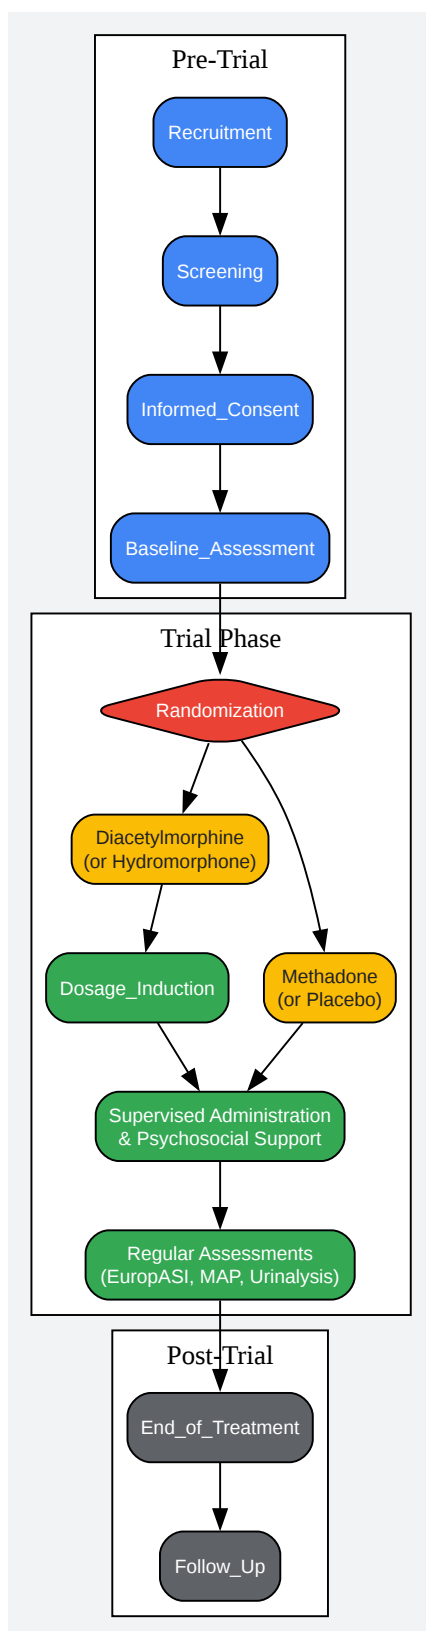 Pre-Trial
Recruitment
Screening
Informed_Consent
Baseline_Assessment
Trial Phase
Randomization
Diacetylmorphine
(or Hydromorphone)
Dosage_Induction
Methadone
(or Placebo)
Supervised Administration
& Psychosocial Support
Regular Assessments
(EuropASI, MAP, Urinalysis)
Post-Trial
End_of_Treatment
Follow_Up